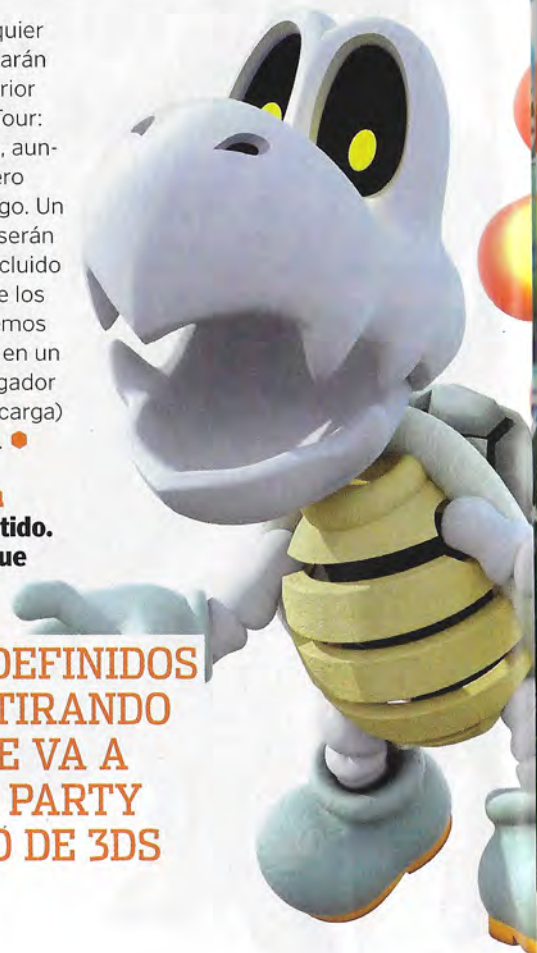 quier
arán
rior
Tour:
, aun-
ero
go. Un
serán
cluido
e los
emos
en un
gador
carga)
.
tido.
ue
DEFINIDOS
TIRANDO
E VA A
PARTY
O DE 3DS